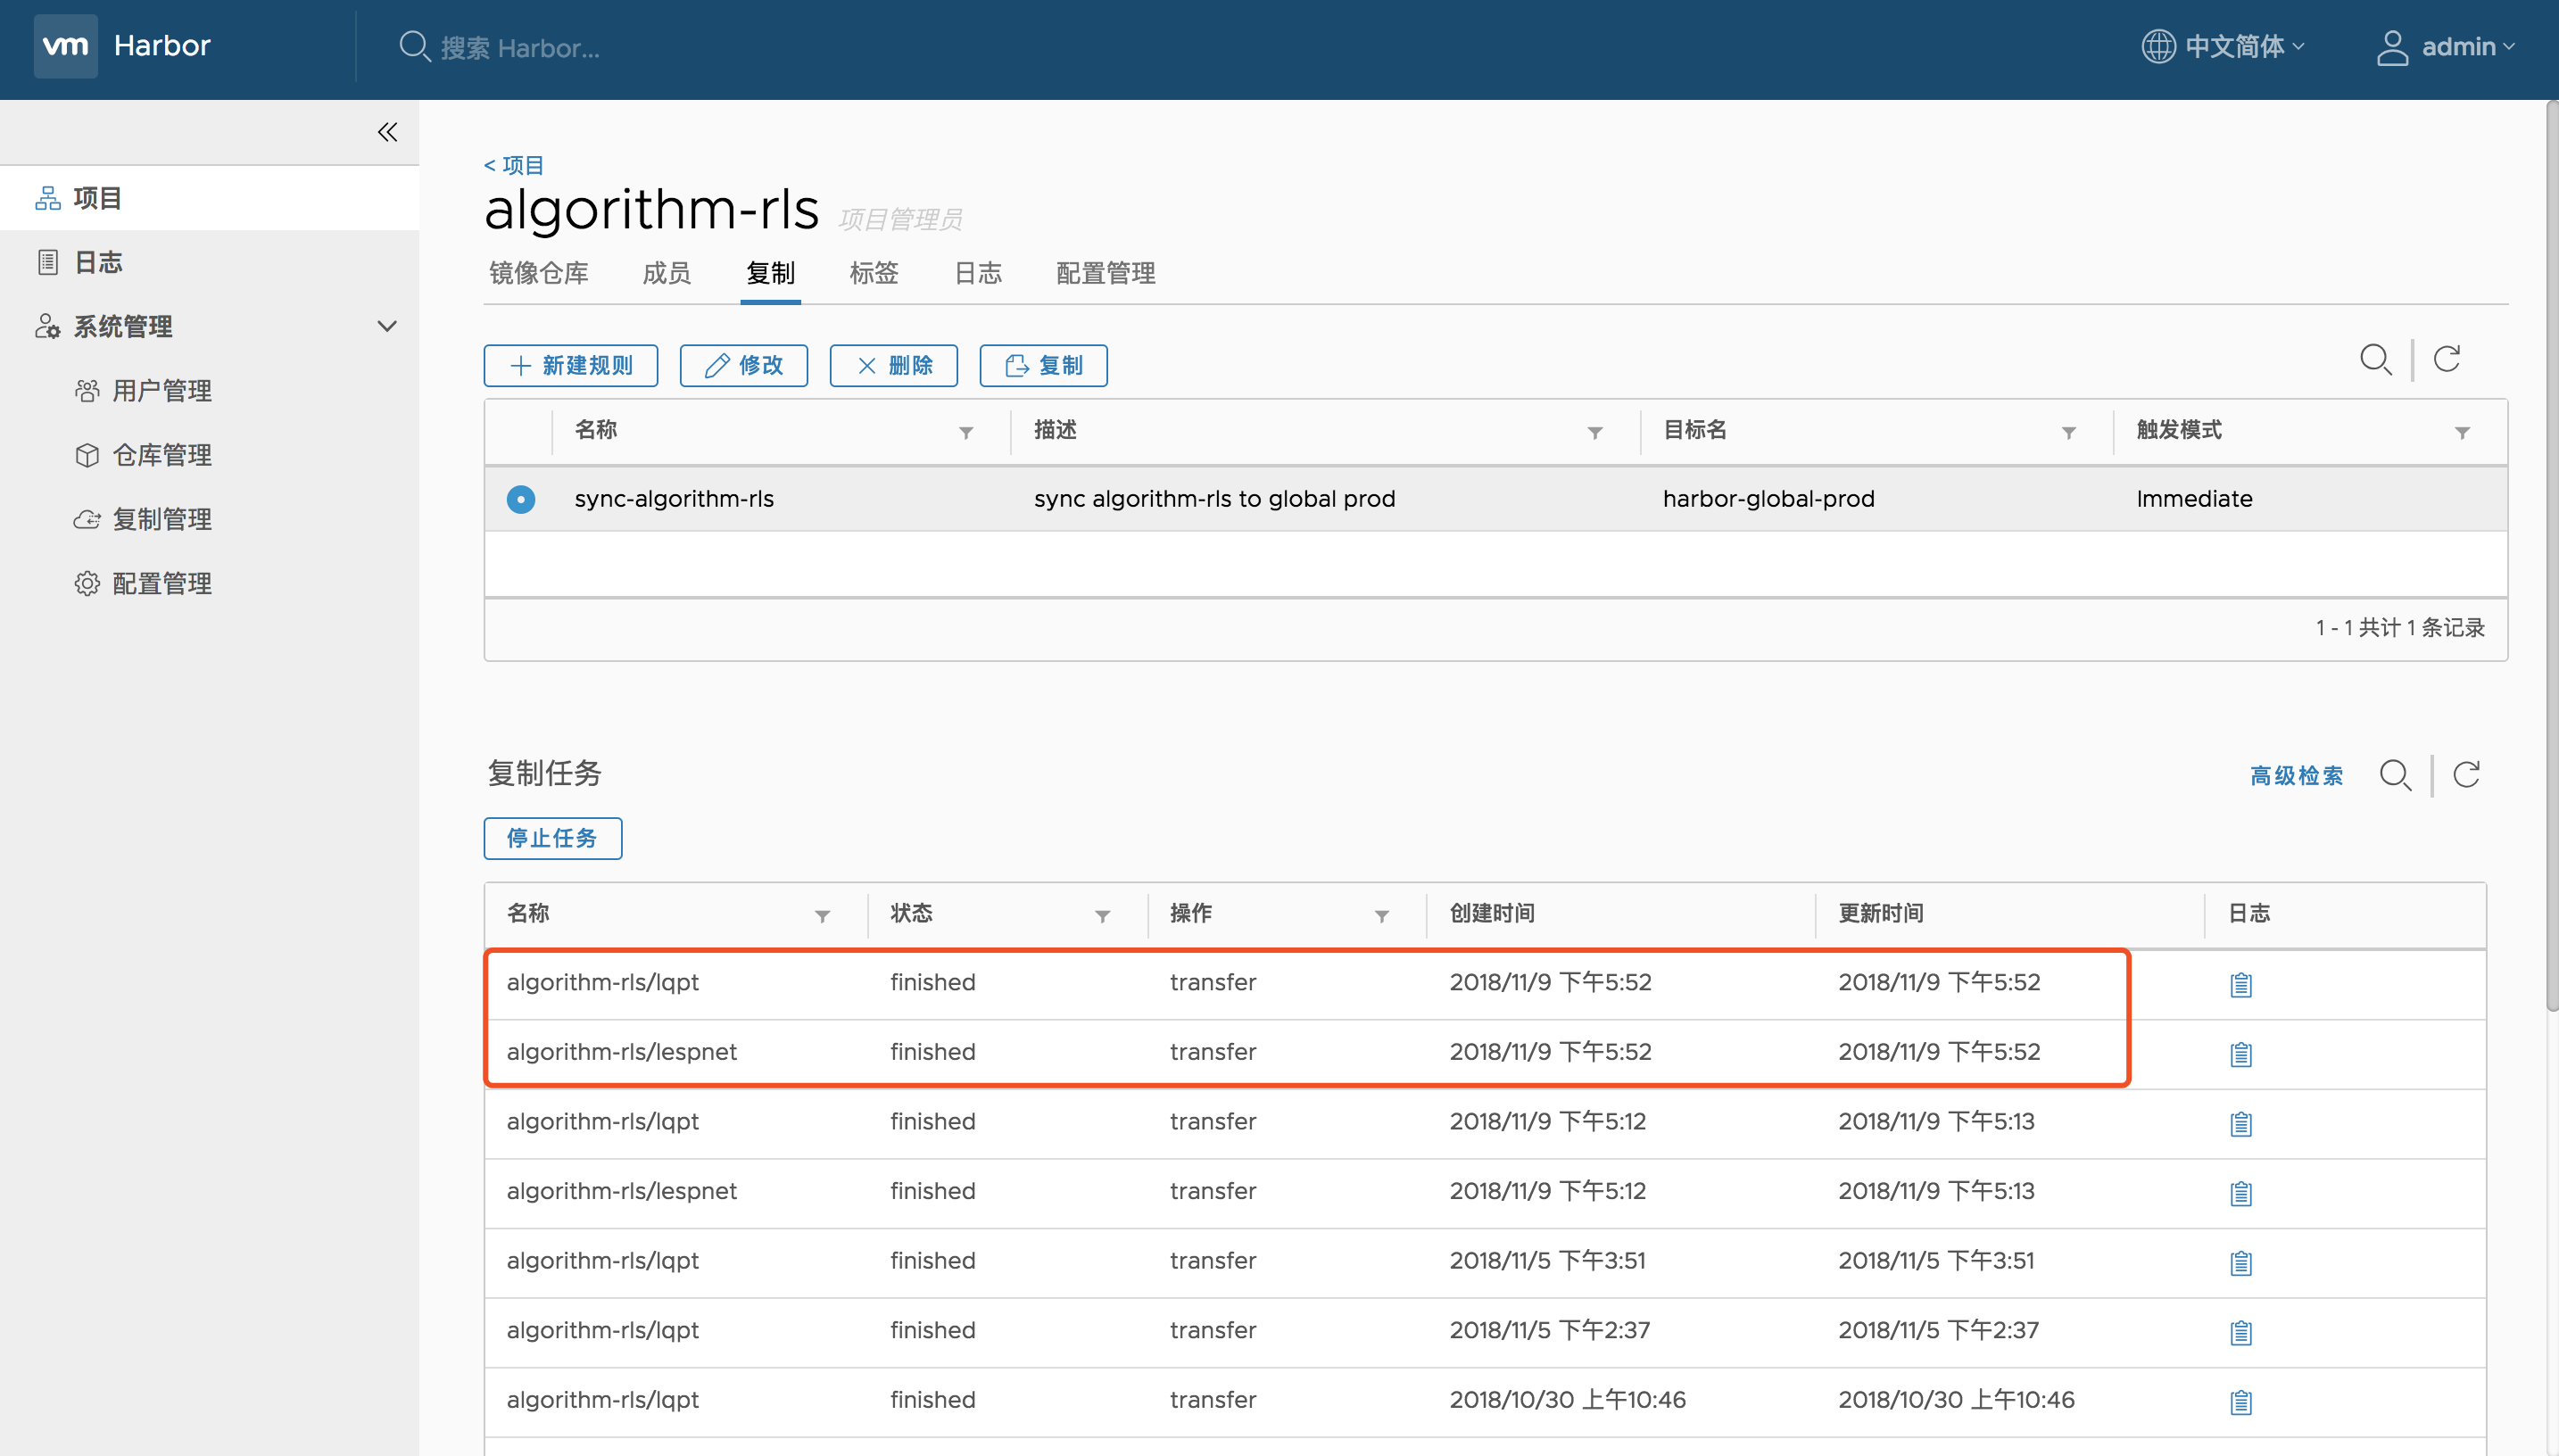 vm Harbor 搜索 Harbor... 中文简体 admin
项目
日志
系统管理
用户管理
仓库管理
复制管理
配置管理
< 项目
algorithm-rls 项目管理员
镜像仓库 成员 复制 标签 日志 配置管理
新建规则 修改 删除 复制
名称 描述 目标名 触发模式
sync-algorithm-rls sync algorithm-rls to global prod harbor-global-prod Immediate
1 - 1 共计 1 条记录
复制任务 高级检索
停止任务
名称 状态 操作 创建时间 更新时间 日志
algorithm-rls/lqpt finished transfer 2018/11/9 下午5:52 2018/11/9 下午5:52
algorithm-rls/lespnet finished transfer 2018/11/9 下午5:52 2018/11/9 下午5:52
algorithm-rls/lqpt finished transfer 2018/11/9 下午5:12 2018/11/9 下午5:13
algorithm-rls/lespnet finished transfer 2018/11/9 下午5:12 2018/11/9 下午5:13
algorithm-rls/lqpt finished transfer 2018/11/5 下午3:51 2018/11/5 下午3:51
algorithm-rls/lqpt finished transfer 2018/11/5 下午2:37 2018/11/5 下午2:37
algorithm-rls/lqpt finished transfer 2018/10/30 上午10:46 2018/10/30 上午10:46